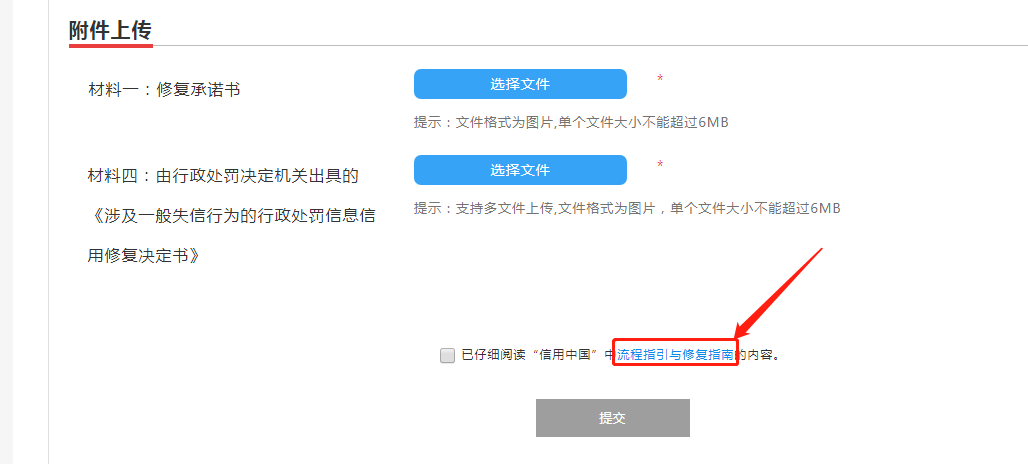 附件上传
材料一：修复承诺书
选择文件
*
提示：文件格式为图片,单个文件大小不能超过6MB
材料四：由行政处罚决定机关出具的
《涉及一般失信行为的行政处罚信息信
用修复决定书》
选择文件
*
提示：支持多文件上传,文件格式为图片，单个文件大小不能超过6MB
已仔细阅读“信用中国”中流程指引与修复指南的内容。
提交